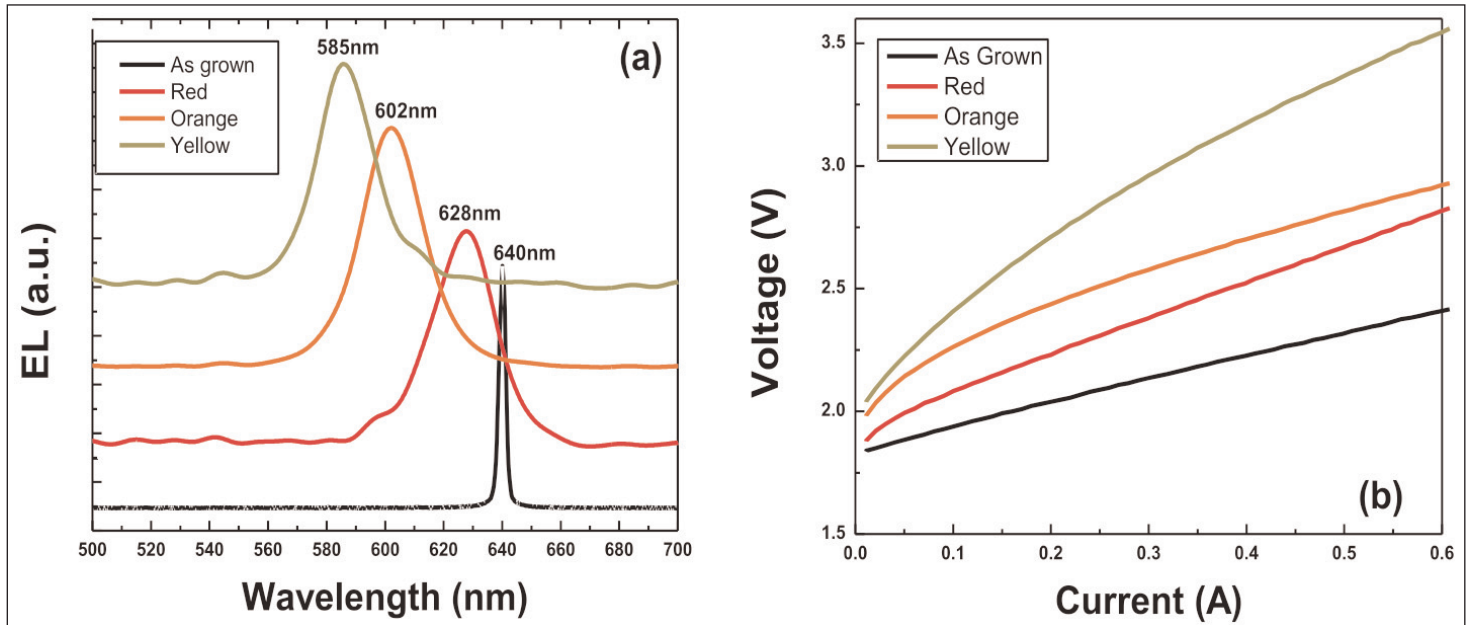 (a)
As grown
Red
Orange
Yellow
585nm
602nm
628nm
640nm
EL (a.u.)
500 520 540 560 580 600 620 640 660 680 700
Wavelength (nm)
(b)
As Grown
Red
Orange
Yellow
Voltage (V)
3.5
3.0
2.5
2.0
1.5
0.0 0.1 0.2 0.3 0.4 0.5 0.6
Current (A)